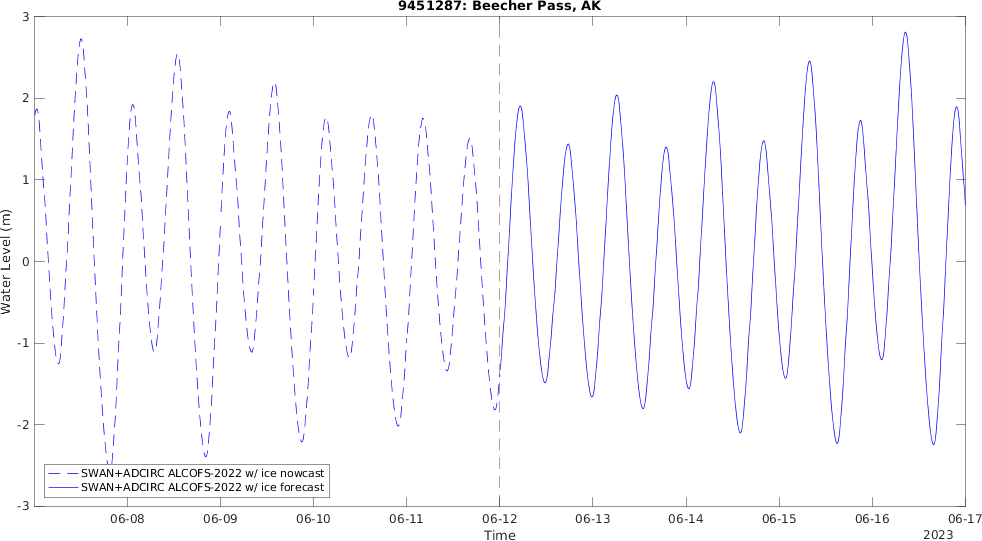 9451287: Beecher Pass, AK
3
2
1
0
-1
-2
-3
Water Level (m)
SWAN+ADCIRC ALCOFS-2022 w/ ice nowcast
SWAN+ADCIRC ALCOFS-2022 w/ ice forecast
06-08 06-09 06-10 06-11 06-12 06-13 06-14 06-15 06-16 06-17
Time
2023